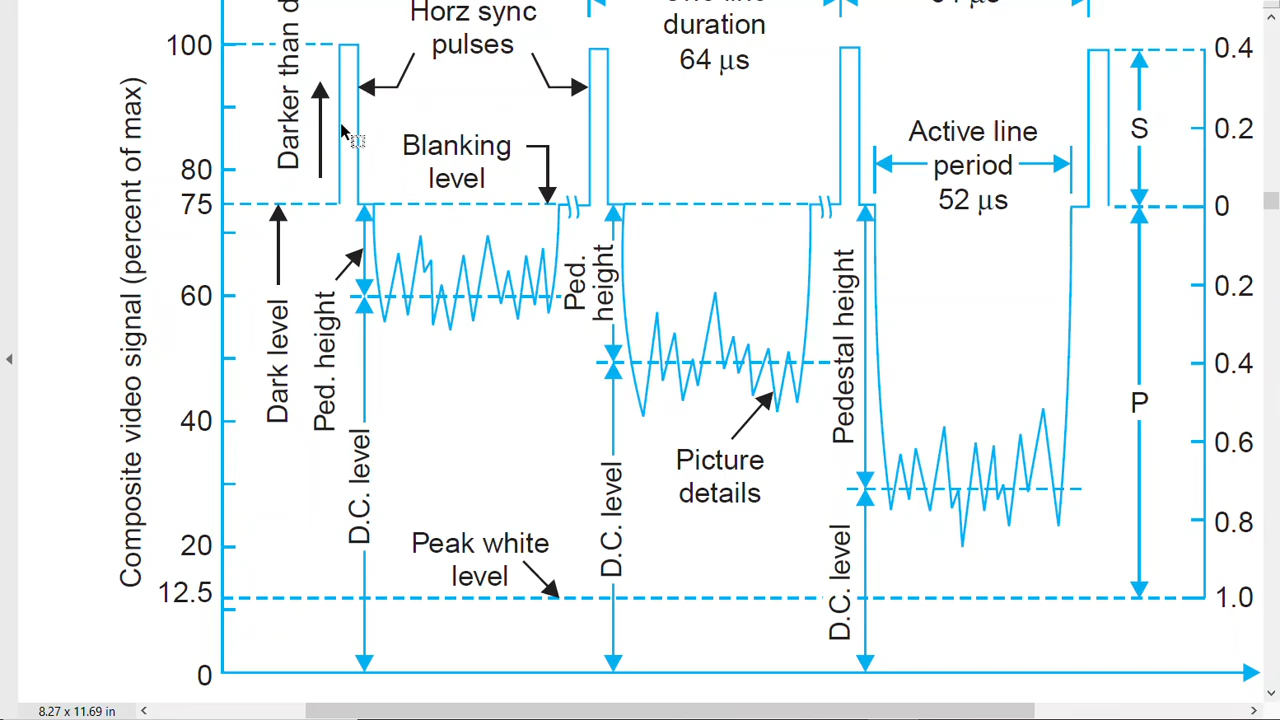 Horz sync
pulses
duration
64 μs
100
0.4
Darker than
Composite video signal (percent of max)
Blanking
level
Active line
period
52 μs
S
0.2
80
75
0
Dark level
Ped. height
Ped.
height
Pedestal height
60
0.2
0.4
40
P
Picture
details
0.6
D.C. level
D.C. level
D.C. level
20
Peak white
level
0.8
12.5
1.0
0
8.27 x 11.69 in